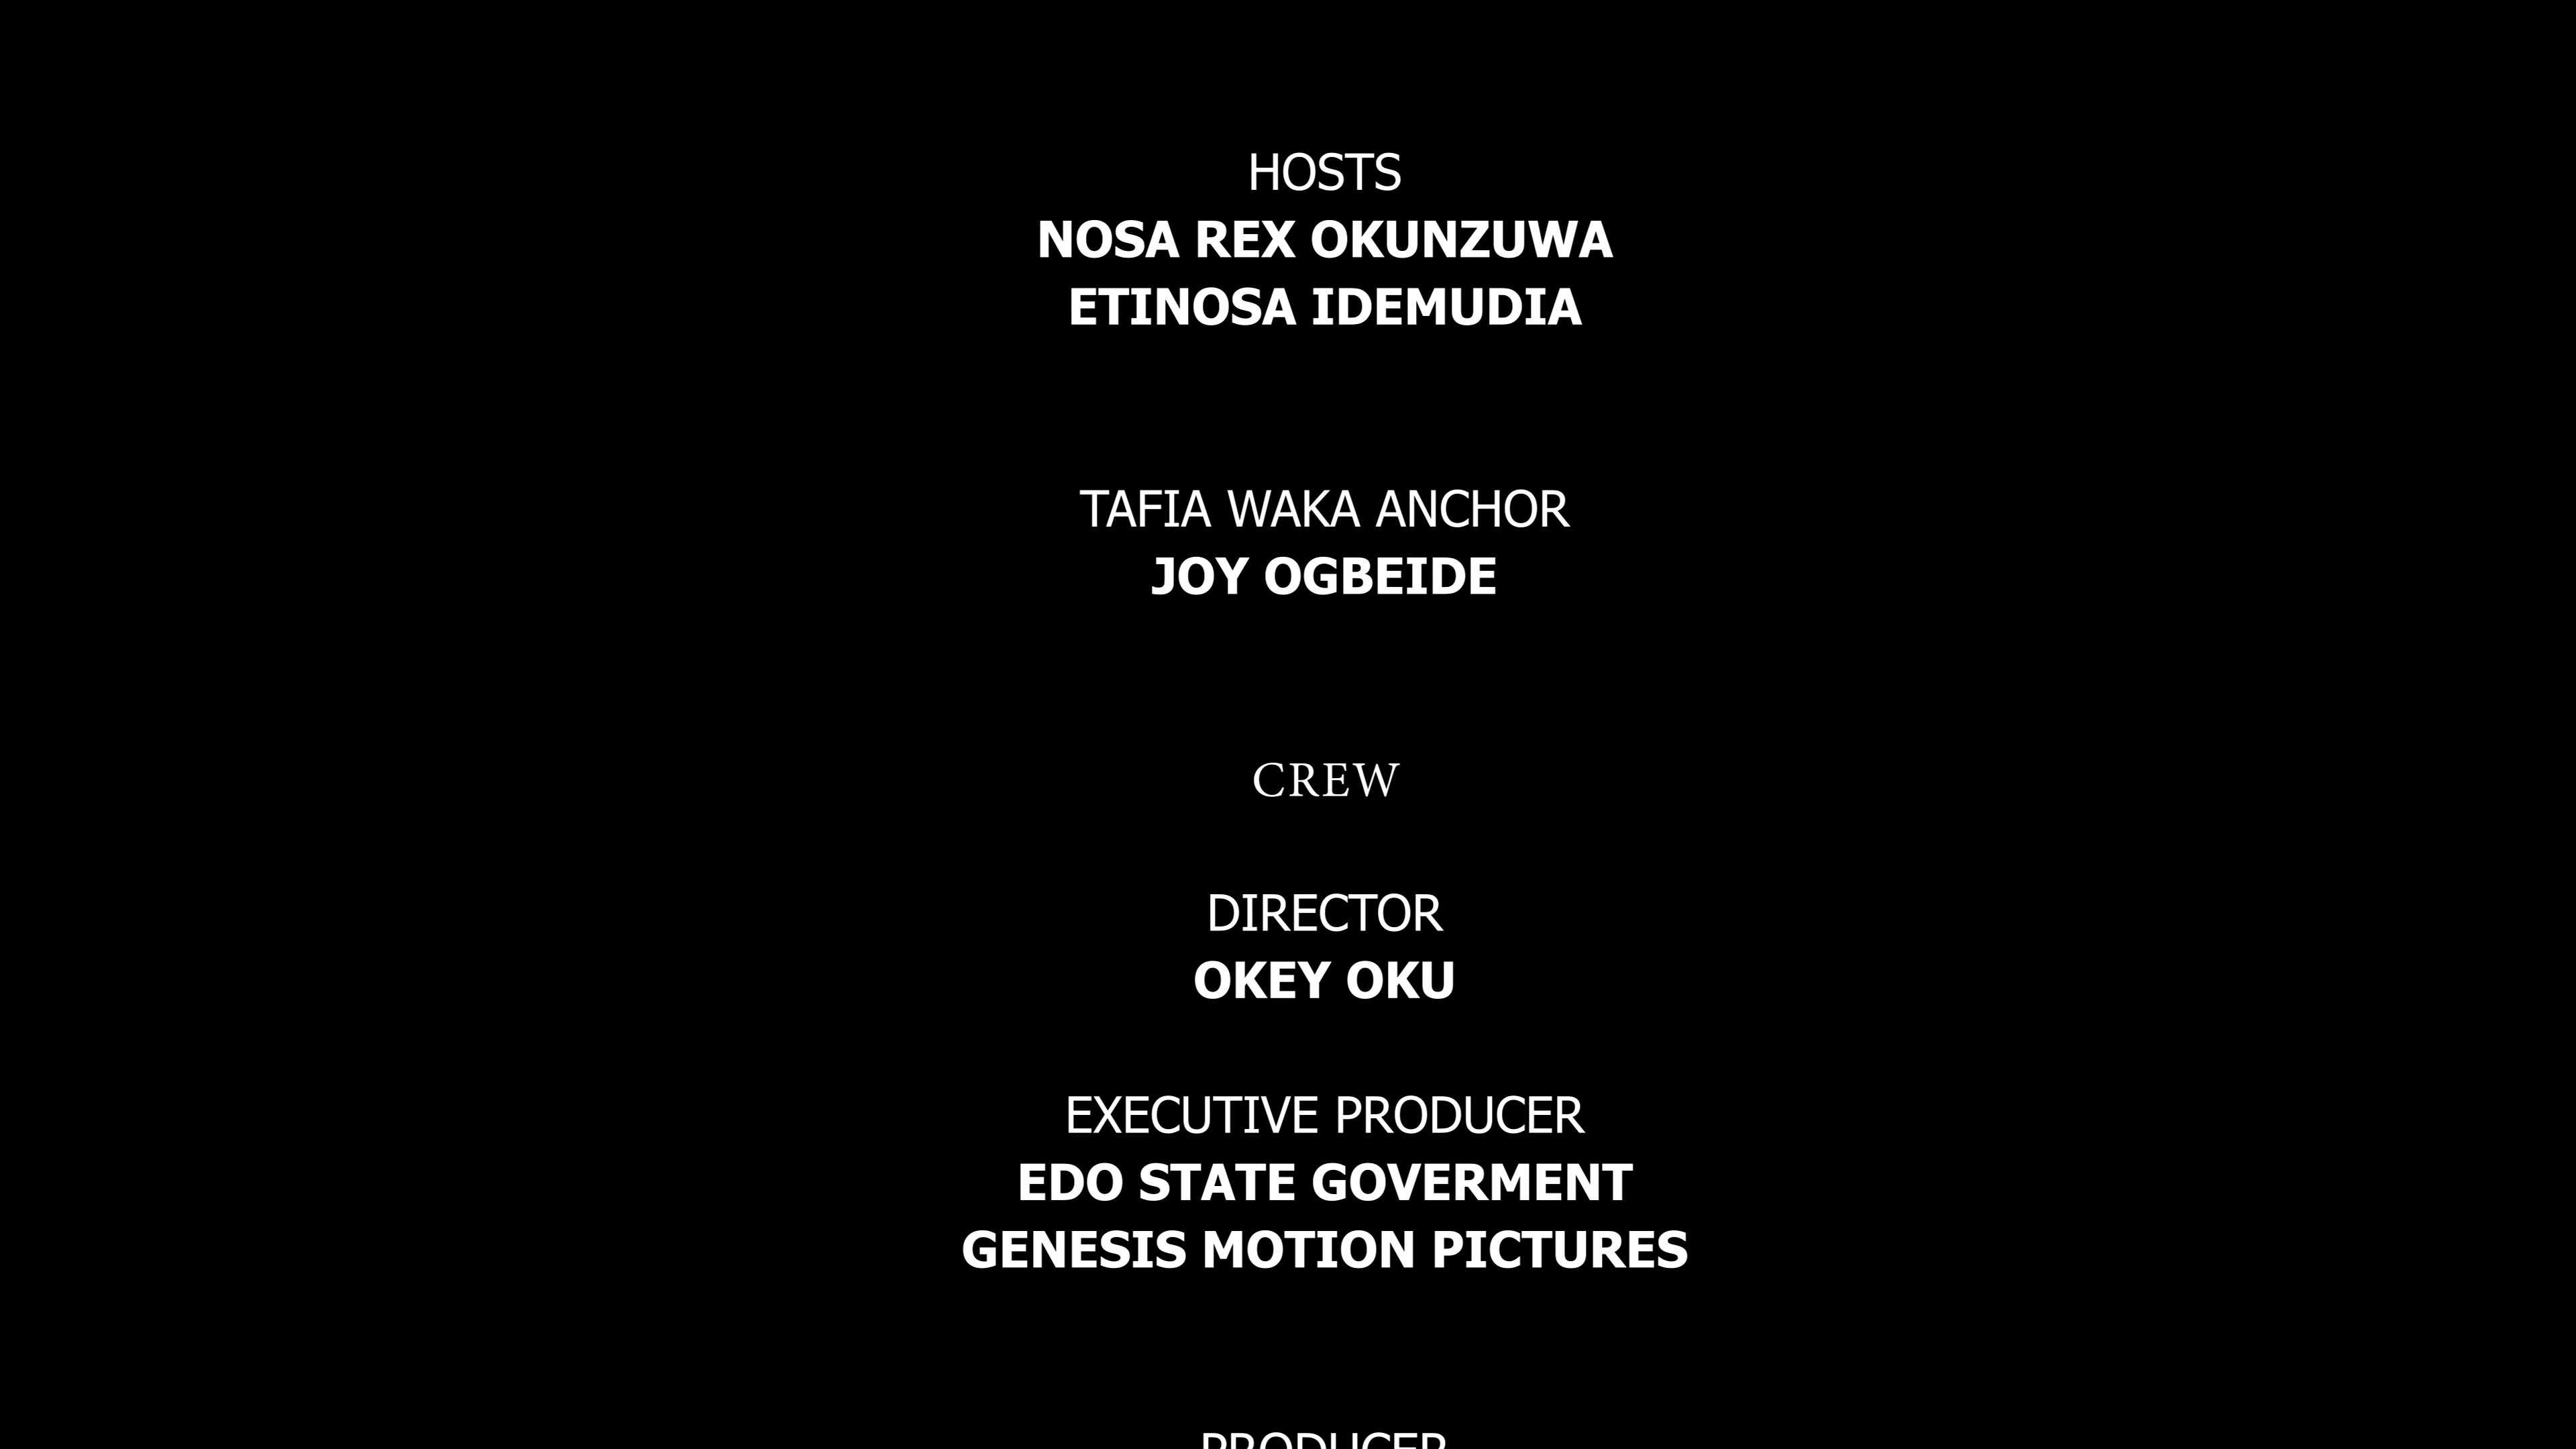 HOSTS
NOSA REX OKUNZUWA
ETINOSA IDEMUDIA
TAFIA WAKA ANCHOR
JOY OGBEIDE
CREW
DIRECTOR
OKEY OKU
EXECUTIVE PRODUCER
EDO STATE GOVERMENT
GENESIS MOTION PICTURES
PRODUCER